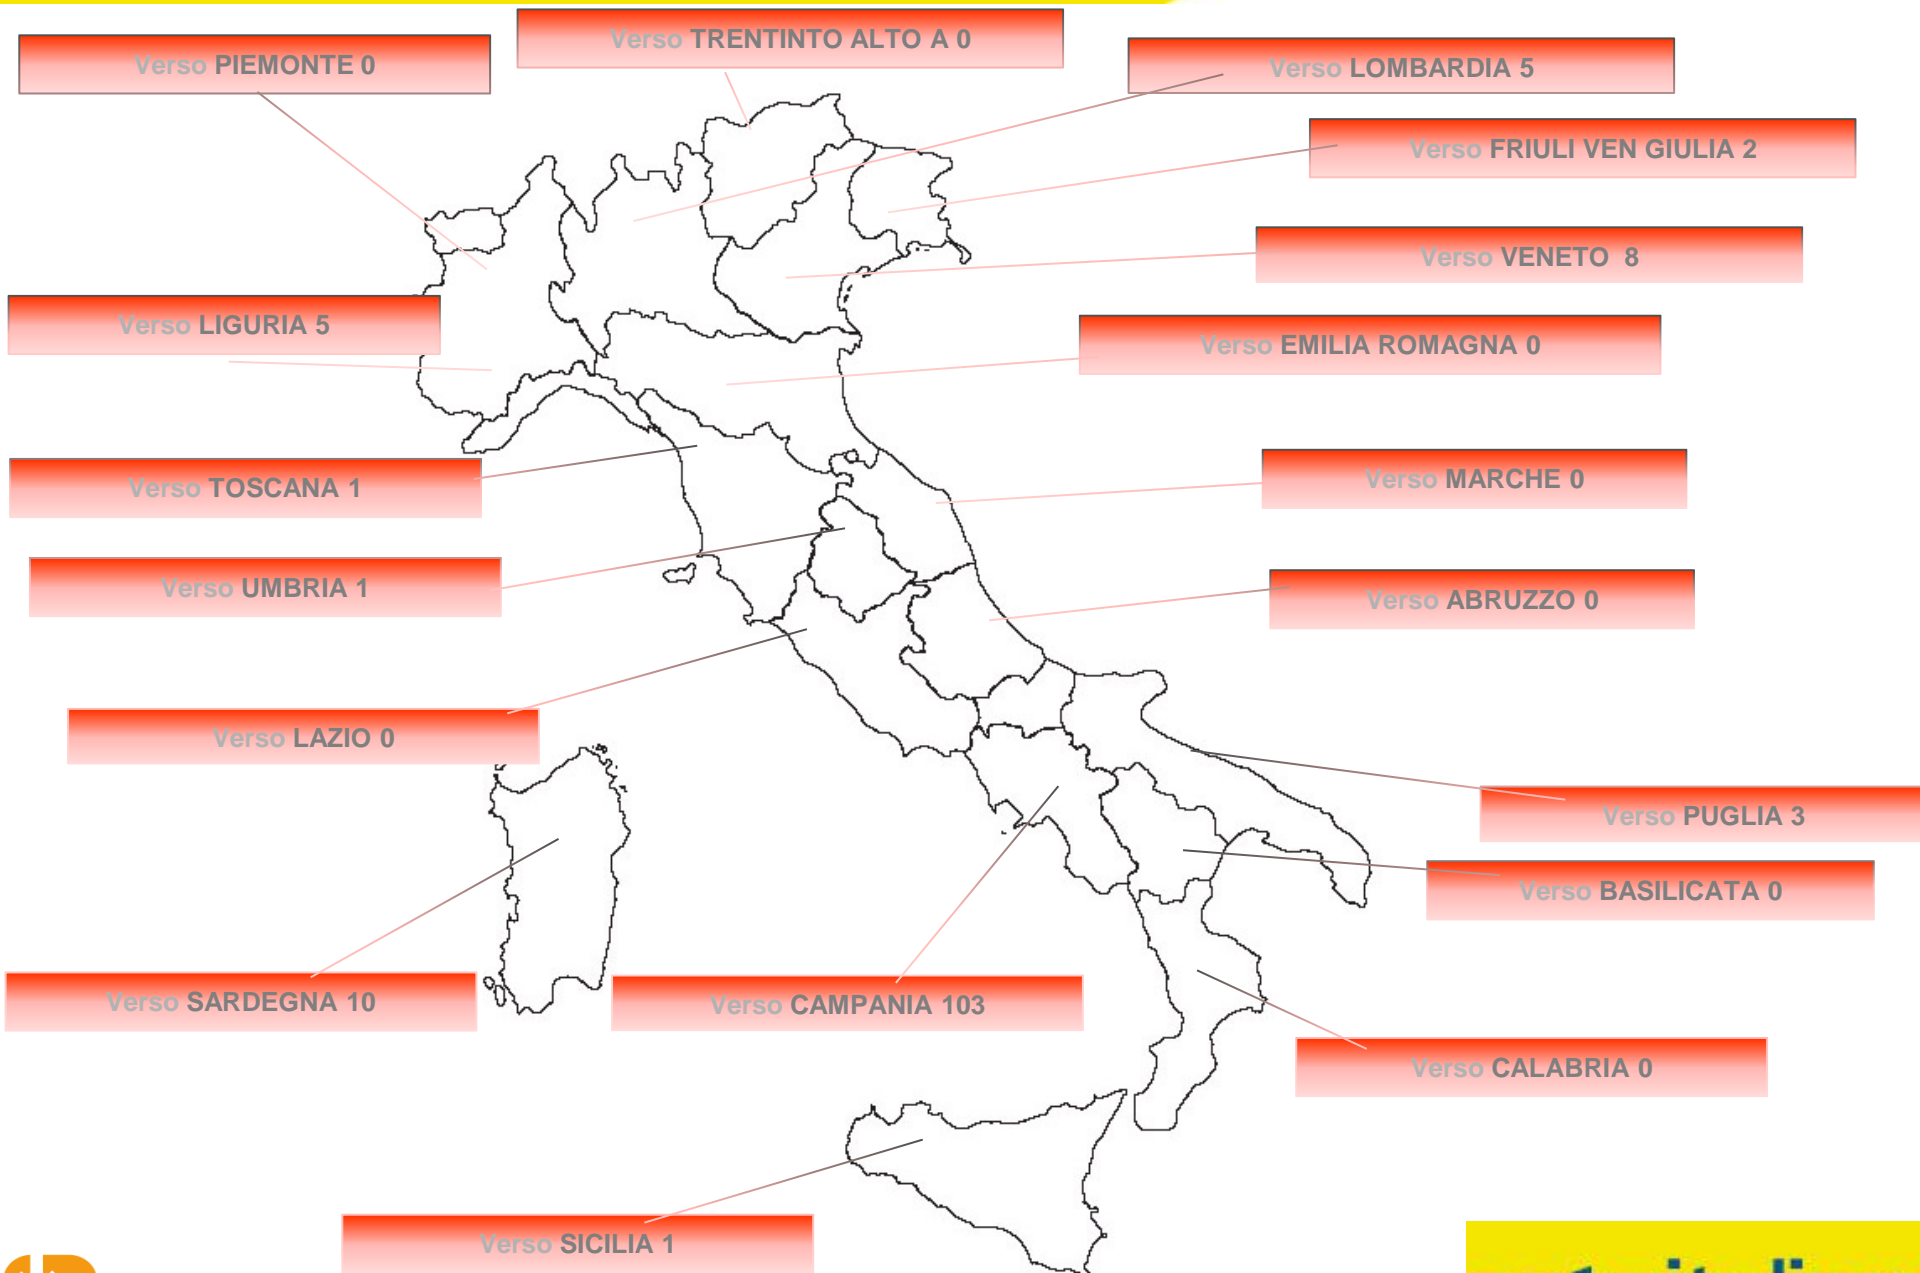 Verso TRENTINTO ALTO A 0
Verso PIEMONTE 0
Verso LOMBARDIA 5
Verso FRIULI VEN GIULIA 2
Verso VENETO 8
Verso LIGURIA 5
Verso EMILIA ROMAGNA 0
Verso TOSCANA 1
Verso MARCHE 0
Verso UMBRIA 1
Verso ABRUZZO 0
Verso LAZIO 0
Verso PUGLIA 3
Verso BASILICATA 0
Verso SARDEGNA 10
Verso CAMPANIA 103
Verso CALABRIA 0
Verso SICILIA 1